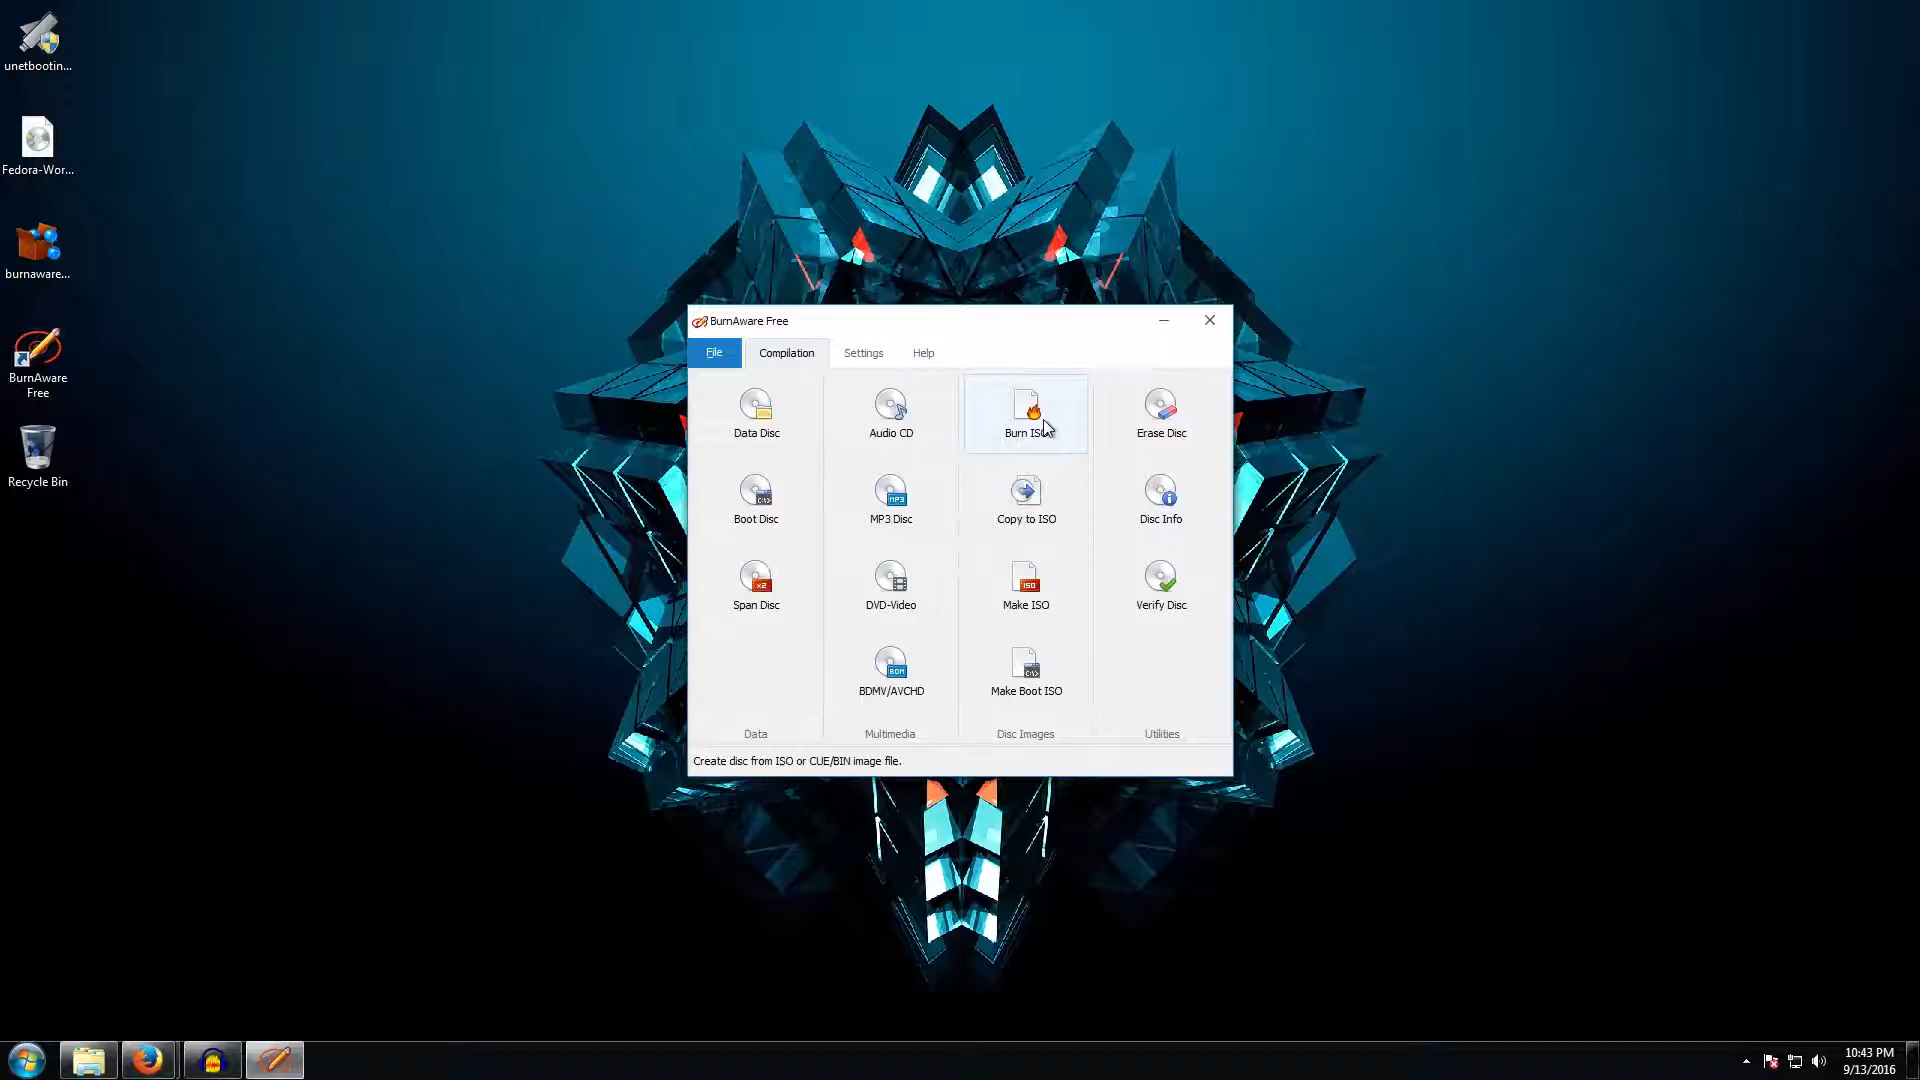 unetbootin...
Fedora-Wor...
burnaware...
BurnAware
Free
Recycle Bin
BurnAware Free
File Compilation Settings Help
Data Disc Audio CD Burn ISO Erase Disc
Boot Disc MP3 Disc Copy to ISO Disc Info
Span Disc DVD-Video Make ISO Verify Disc
BDMV/AVCHD Make Boot ISO
Data Multimedia Disc Images Utilities
Create disc from ISO or CUE/BIN image file.
10:43 PM
9/13/2016